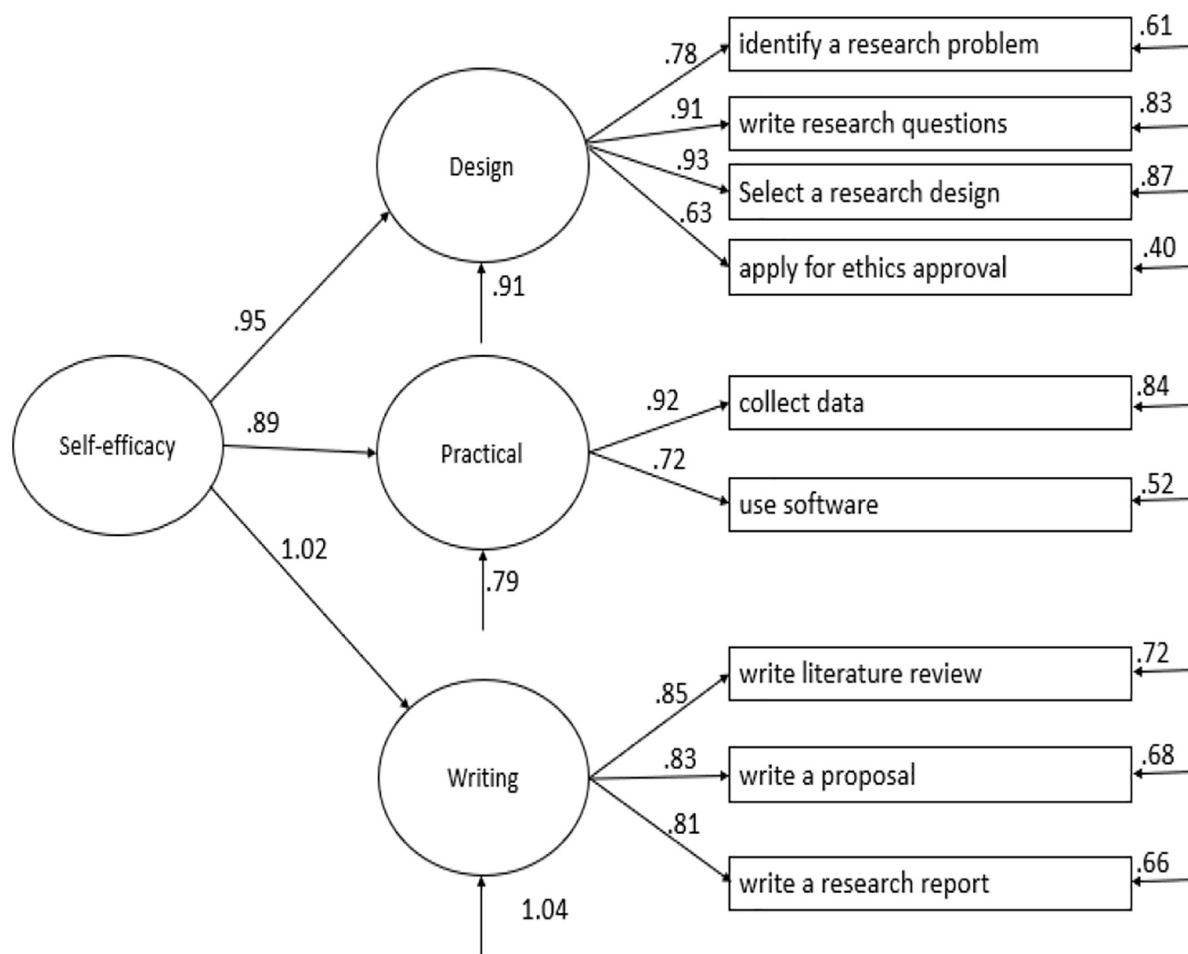 .61
identify a research problem
.78
.91
.83
write research questions
.93
.87
Select a research design
.63
.40
apply for ethics approval
Design
.91
.95
.89
Self-efficacy
Practical
.92
.84
collect data
.72
.52
use software
1.02
.79
.72
write literature review
.85
.83
.68
write a proposal
.81
.66
write a research report
Writing
1.04